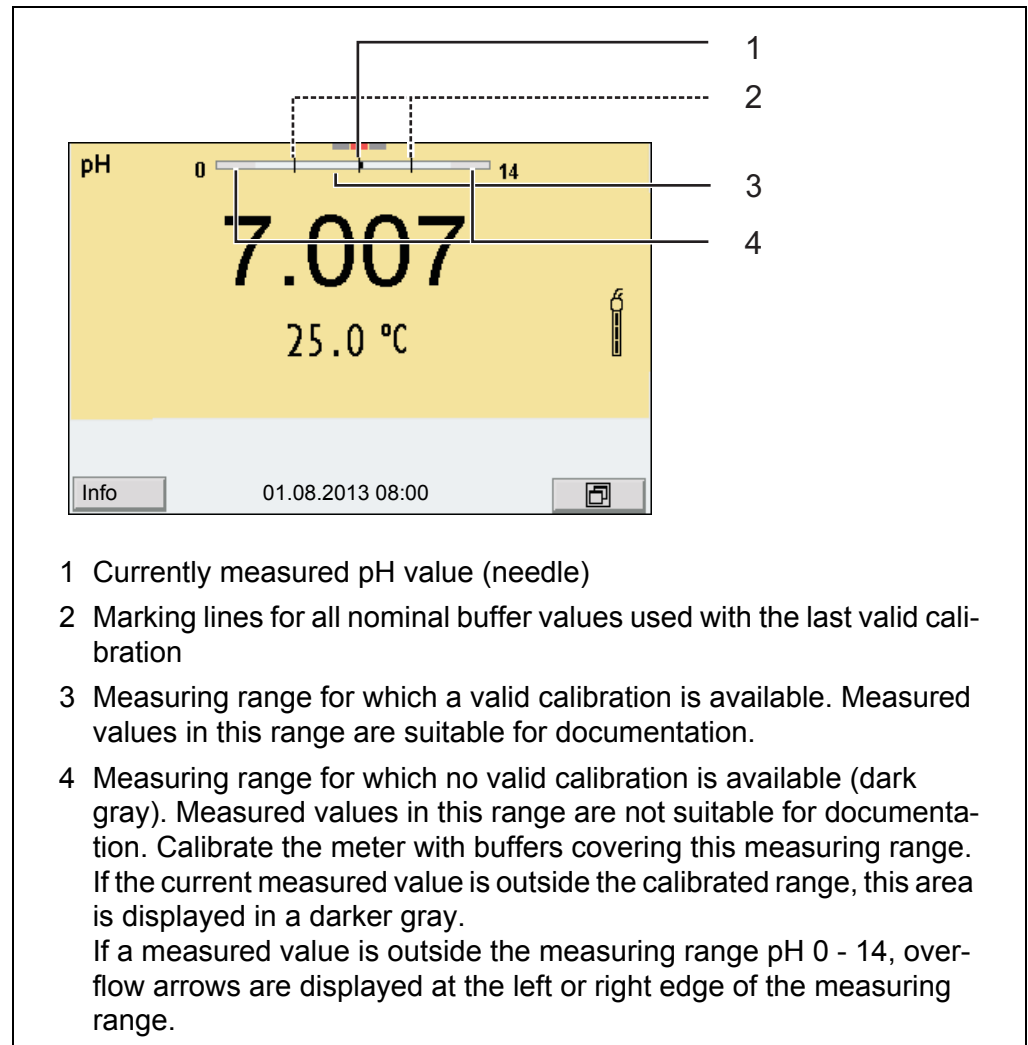 1
2
pH
0
14
3
7.007
4
25.0 °C
Info
01.08.2013 08:00
1 Currently measured pH value (needle)
2 Marking lines for all nominal buffer values used with the last valid cali-
bration
3 Measuring range for which a valid calibration is available. Measured
values in this range are suitable for documentation.
4 Measuring range for which no valid calibration is available (dark
gray). Measured values in this range are not suitable for documenta-
tion. Calibrate the meter with buffers covering this measuring range.
If the current measured value is outside the calibrated range, this area
is displayed in a darker gray.
If a measured value is outside the measuring range pH 0 - 14, over-
flow arrows are displayed at the left or right edge of the measuring
range.